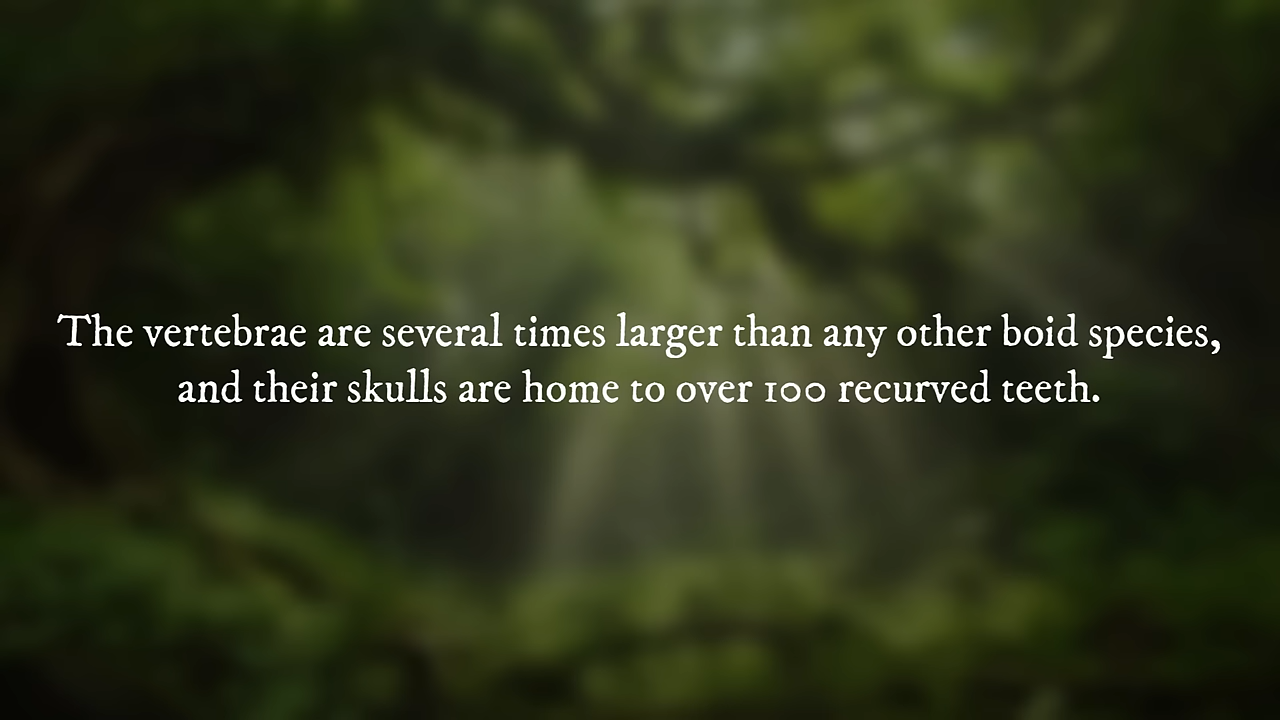 The vertebrae are several times larger than any other boid species,
and their skulls are home to over 100 recurved teeth.